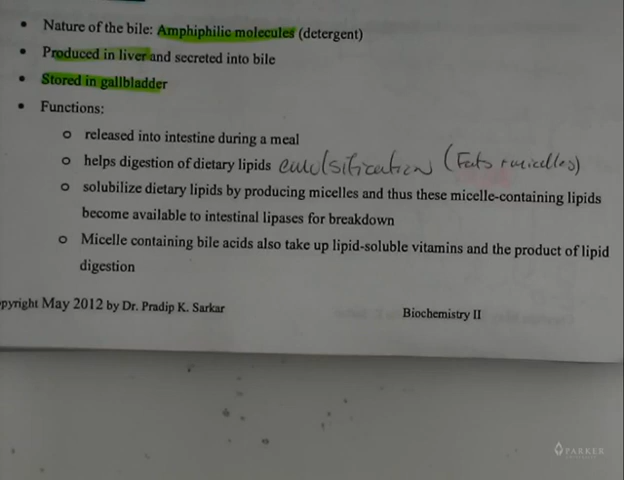 • Nature of the bile: Amphiphilic molecules (detergent)
• Produced in liver and secreted into bile
• Stored in gallbladder
• Functions:
o released into intestine during a meal
o helps digestion of dietary lipids emulsification (Fats micelles)
o solubilize dietary lipids by producing micelles and thus these micelle-containing lipids
become available to intestinal lipases for breakdown
o Micelle containing bile acids also take up lipid-soluble vitamins and the product of lipid
digestion
pyright May 2012 by Dr. Pradip K. Sarkar Biochemistry II
PARKER